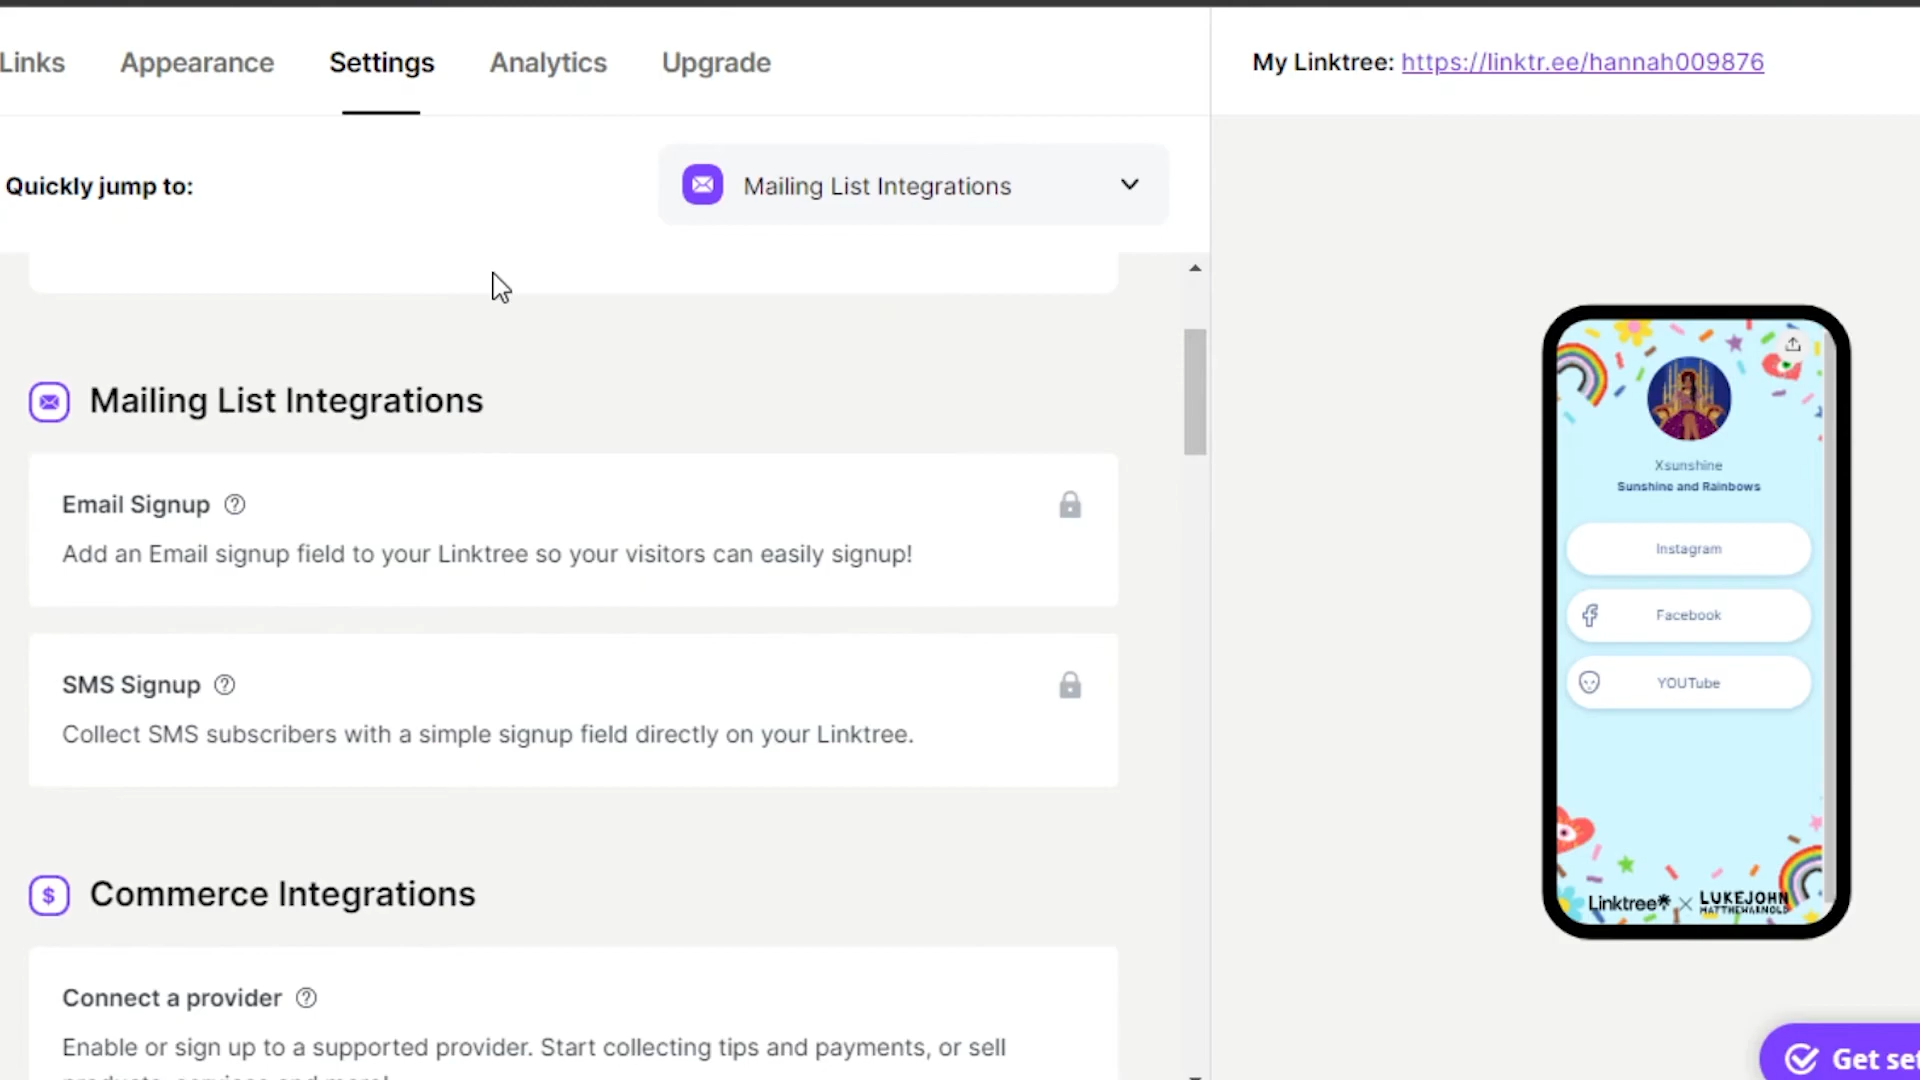 Links Appearance Settings Analytics Upgrade
My Linktree: https://linktr.ee/hannah009876
Quickly jump to:
Mailing List Integrations
Mailing List Integrations
Email Signup
Add an Email signup field to your Linktree so your visitors can easily signup!
SMS Signup
Collect SMS subscribers with a simple signup field directly on your Linktree.
$ Commerce Integrations
Connect a provider
Enable or sign up to a supported provider. Start collecting tips and payments, or sell
Xsunshine
Sunshine and Rainbows
Instagram
Facebook
YOUTube
Linktree* × LUKEJOHN
MATTHEWARNOLD
Get set